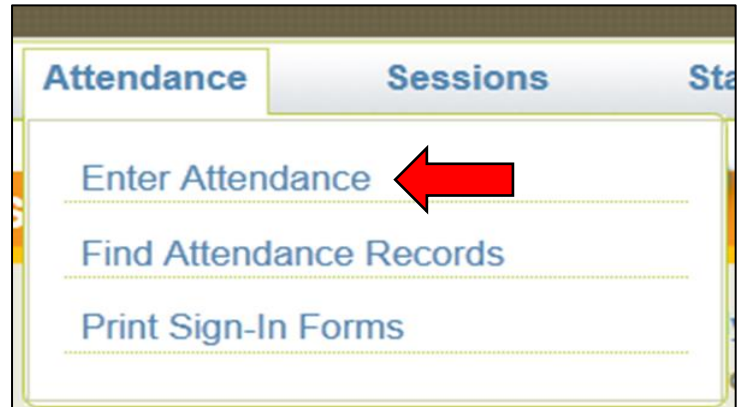 Attendance Sessions
Enter Attendance
Find Attendance Records
Print Sign-In Forms